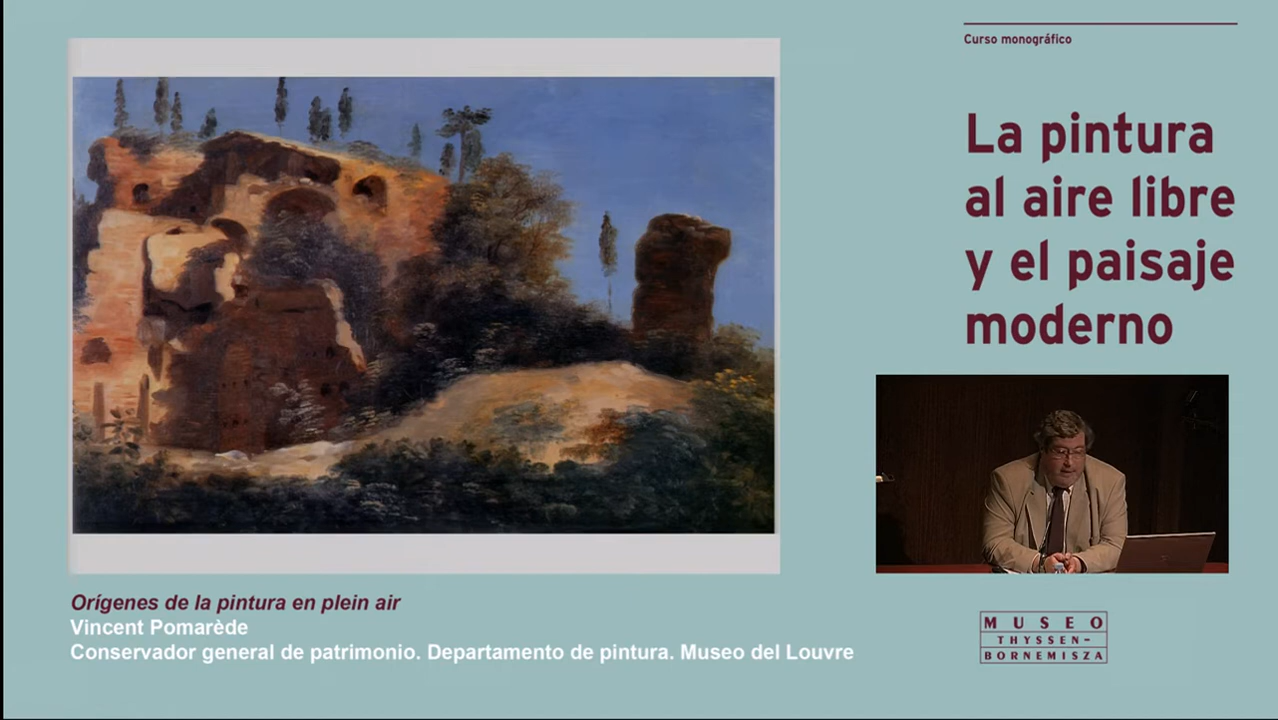 Curso monográfico
La pintura
al aire libre
y el paisaje
moderno
Orígenes de la pintura en plein air
Vincent Pomarède
Conservador general de patrimonio. Departamento de pintura. Museo del Louvre
MUSEO
THYSSEN-
BORNEMISZA